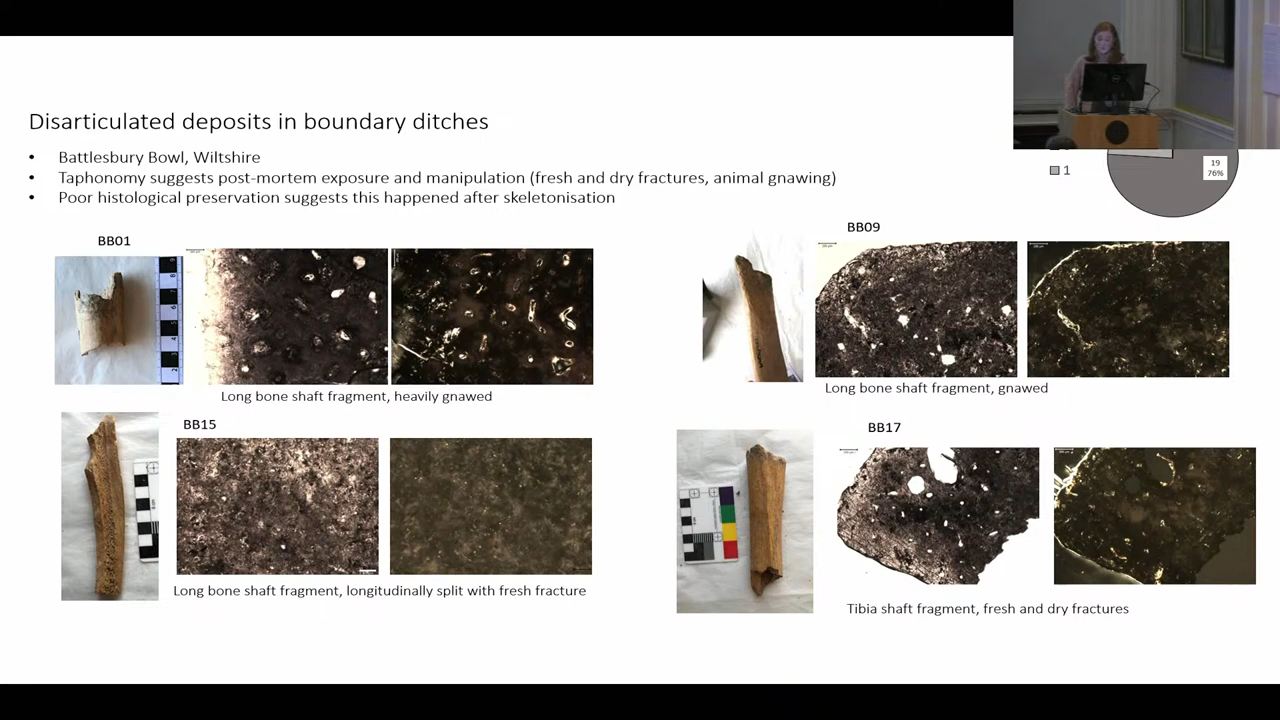 Disarticulated deposits in boundary ditches
• Battlesbury Bowl, Wiltshire
• Taphonomy suggests post-mortem exposure and manipulation (fresh and dry fractures, animal gnawing)
• Poor histological preservation suggests this happened after skeletonisation
1
19
76%
BB01
Long bone shaft fragment, heavily gnawed
BB09
Long bone shaft fragment, gnawed
BB15
Long bone shaft fragment, longitudinally split with fresh fracture
BB17
Tibia shaft fragment, fresh and dry fractures